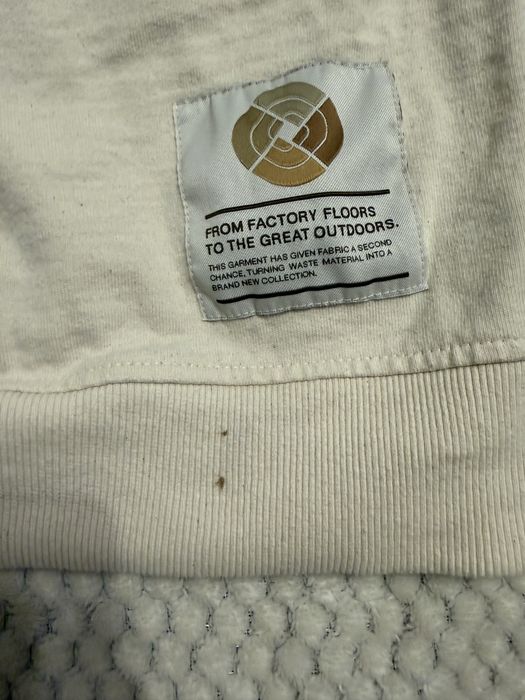 FROM FACTORY FLOORS
TO THE GREAT OUTDOORS.
THIS GARMENT HAS GIVEN FABRIC A SECOND
CHANCE, TURNING WASTE MATERIAL INTO A
BRAND NEW COLLECTION.